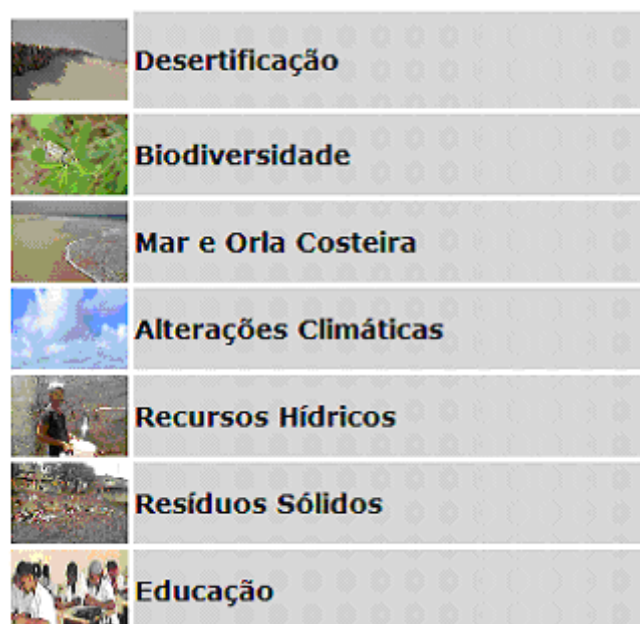 Desertificação
Biodiversidade
Mar e Orla Costeira
Alterações Climáticas
Recursos Hídricos
Resíduos Sólidos
Educação